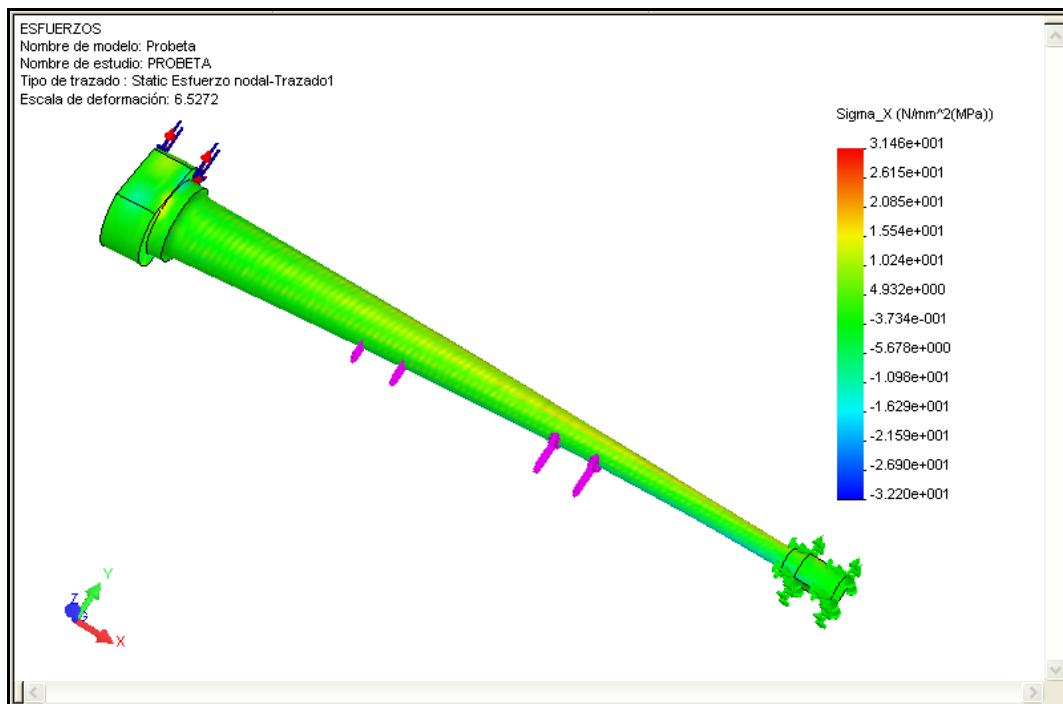 ESFUERZOS
Nombre de modelo: Probeta
Nombre de estudio: PROBETA
Tipo de trazado : Static Esfuerzo nodal-Trazado1
Escala de deformación: 6.5272
Sigma_X (N/mm^2(MPa))
3.146e+001
2.615e+001
2.085e+001
1.554e+001
1.024e+001
4.932e+000
-3.734e-001
-5.678e+000
-1.098e+001
-1.629e+001
-2.159e+001
-2.690e+001
-3.220e+001
Y
Z
X